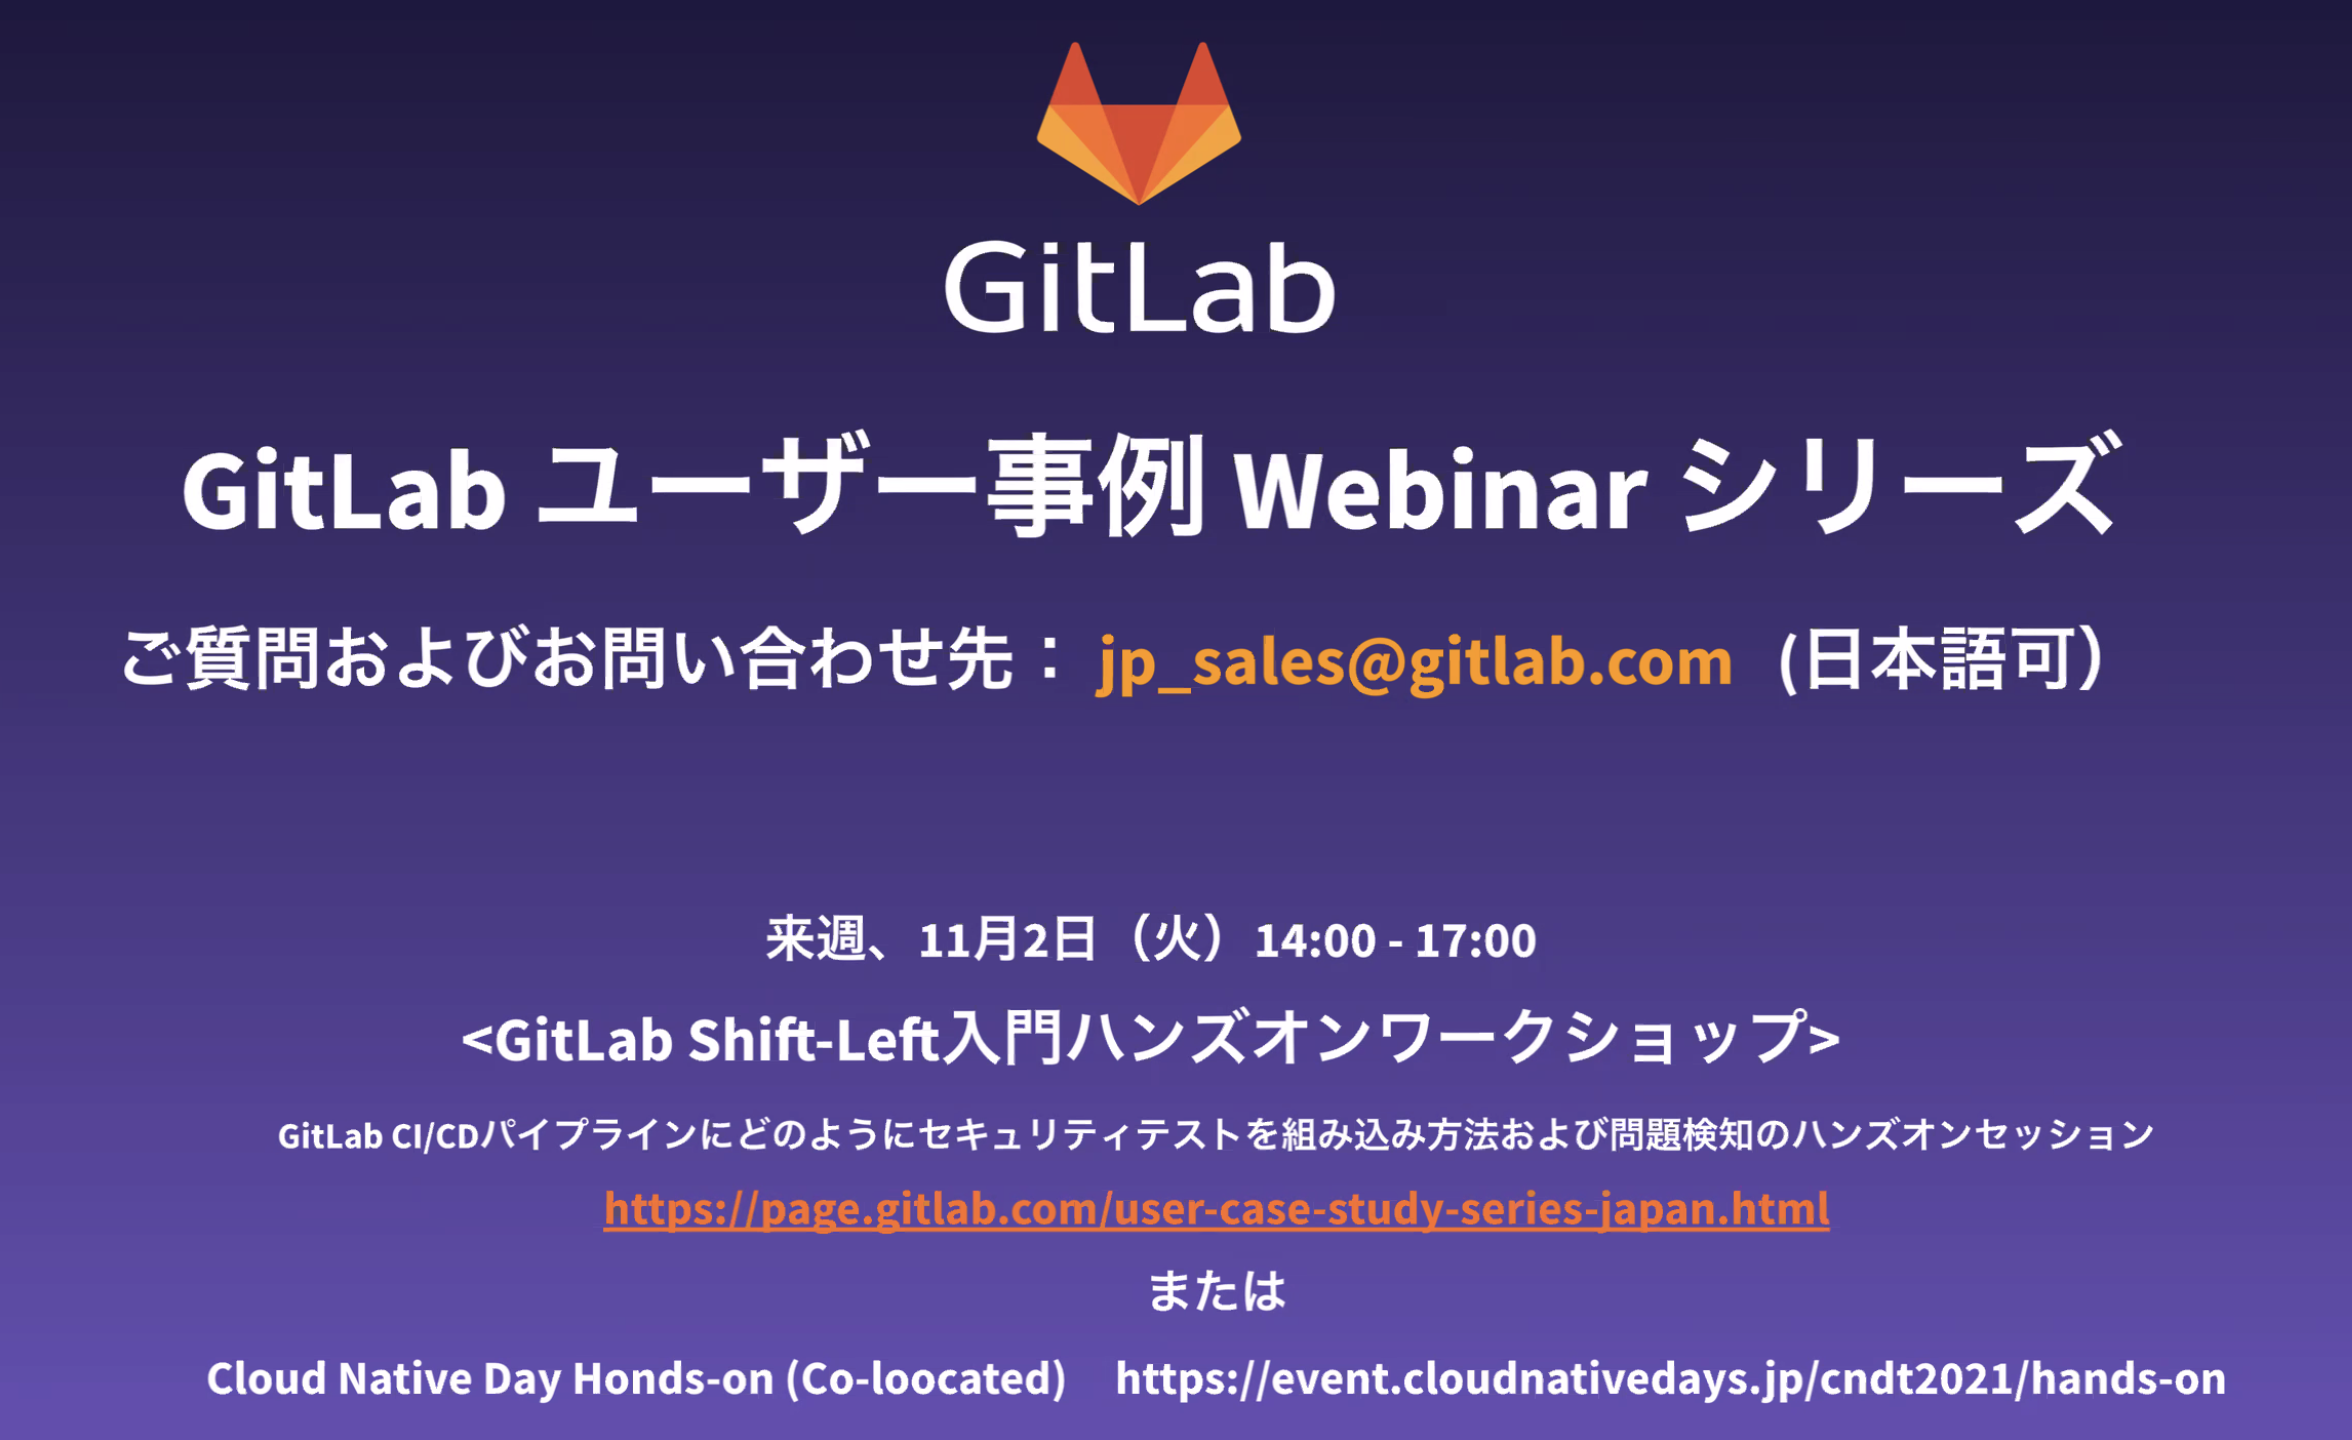 GitLab
GitLab ユーザー事例 Webinar シリーズ
ご質問およびお問い合わせ先： jp_sales@gitlab.com (日本語可）
来週、11月2日（火）14:00 - 17:00
<GitLab Shift-Left入門ハンズオンワークショップ>
GitLab CI/CDパイプラインにどのようにセキュリティテストを組み込み方法および問題検知のハンズオンセッション
https://page.gitlab.com/user-case-study-series-japan.html
または
Cloud Native Day Honds-on (Co-loocated) https://event.cloudnativedays.jp/cndt2021/hands-on